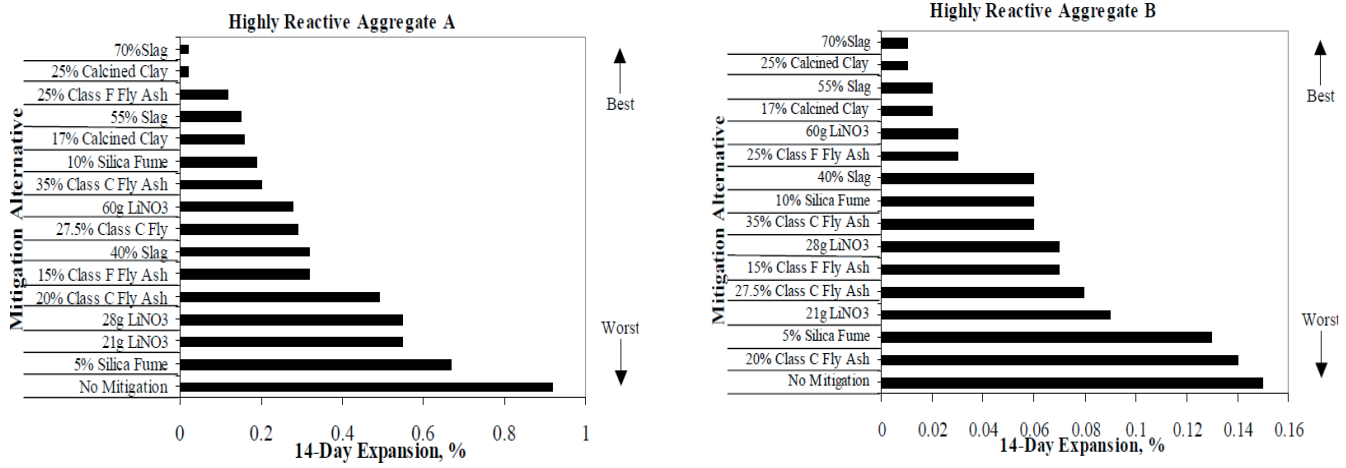 Highly Reactive Aggregate A
Mitigation Alternative
70%Slag
25% Calcined Clay
25% Class F Fly Ash
55% Slag
17% Calcined Clay
10% Silica Fume
35% Class C Fly Ash
60g LiNO3
27.5% Class C Fly
40% Slag
15% Class F Fly Ash
20% Class C Fly Ash
28g LiNO3
21g LiNO3
5% Silica Fume
No Mitigation
Best
Worst
0 0.2 0.4 0.6 0.8 1
14-Day Expansion, %
Highly Reactive Aggregate B
Mitigation Alternative
70%Slag
25% Calcined Clay
55% Slag
17% Calcined Clay
60g LiNO3
25% Class F Fly Ash
40% Slag
10% Silica Fume
35% Class C Fly Ash
28g LiNO3
15% Class F Fly Ash
27.5% Class C Fly Ash
21g LiNO3
5% Silica Fume
20% Class C Fly Ash
No Mitigation
Best
Worst
0 0.02 0.04 0.06 0.08 0.10 0.12 0.14 0.16
14-Day Expansion, %